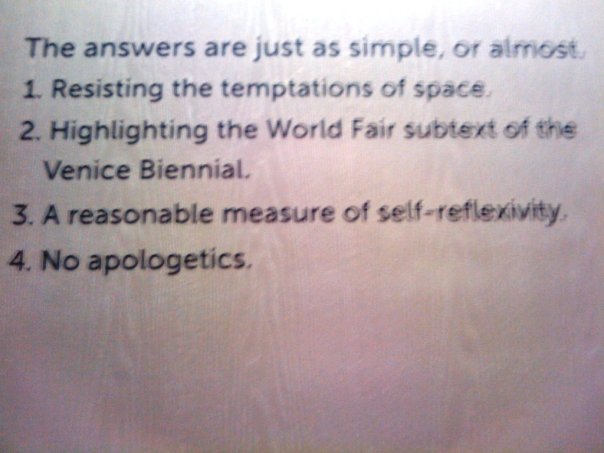 The answers are just as simple, or almost.
1. Resisting the temptations of space.
2. Highlighting the World Fair subtext of the
Venice Biennial.
3. A reasonable measure of self-reflexivity.
4. No apologetics.